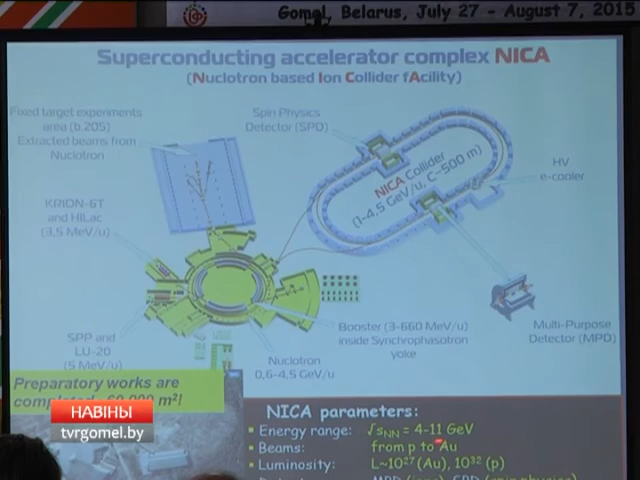 Gomel, Belarus, July 27 - August 7, 2015
Superconducting accelerator complex NICA
(Nuclotron based Ion Collider fAcility)
Fixed target experiments
area (b.205)
Extracted beams from
Nuclotron
Spin Physics
Detector (SPD)
NICA Collider
(1-4,5 GeV/u, C~500 m)
HV
e-cooler
KRION-6T
and HILac
(3,5 MeV/u)
SPP and
LU-20
(5 MeV/u)
Booster (3-660 MeV/u)
inside Synchrophasotron
yoke
Nuclotron
0,6-4,5 GeV/u
Multi-Purpose
Detector (MPD)
Preparatory works are
m²!
НАВІНЫ
tvrgomel.by
NICA parameters:
▪ Energy range: √sNN = 4-11 GeV
▪ Beams: from p to Au
▪ Luminosity: L~10²⁷ (Au), 10³² (p)